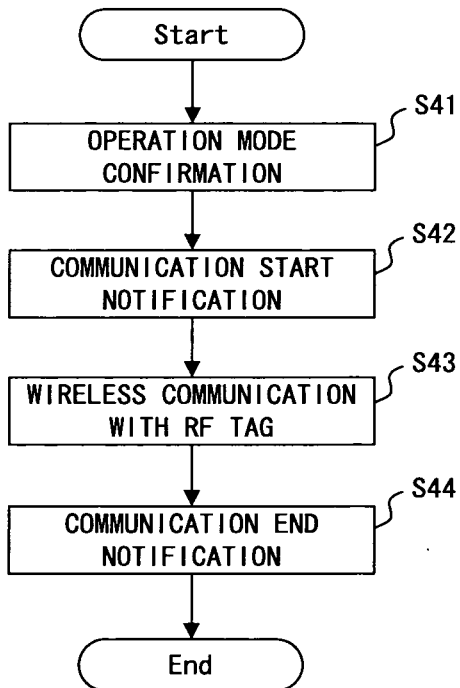 Start
S41
OPERATION MODE
CONFIRMATION
S42
COMMUNICATION START
NOTIFICATION
S43
WIRELESS COMMUNICATION
WITH RF TAG
S44
COMMUNICATION END
NOTIFICATION
End